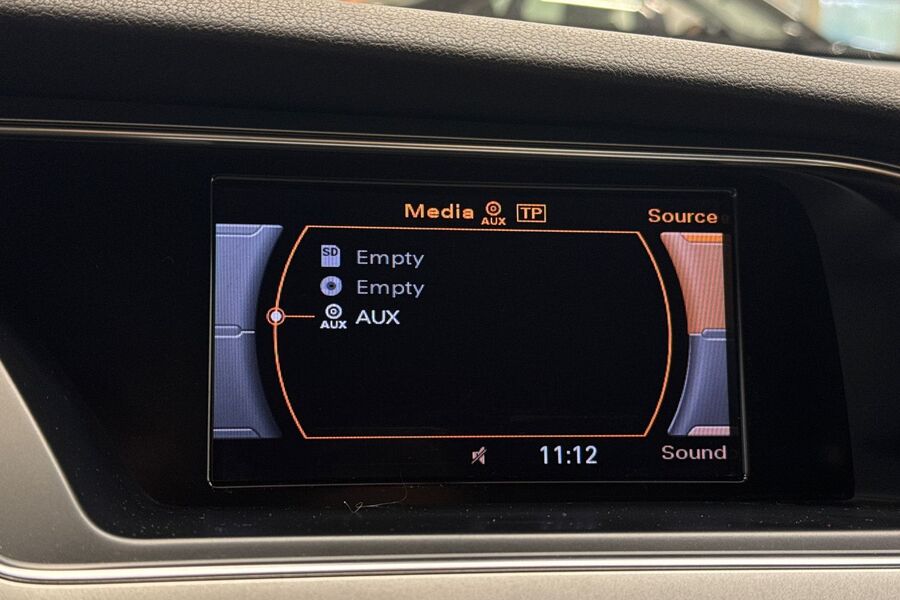 Media AUX TP Source
SD Empty
Empty
AUX AUX
11:12 Sound